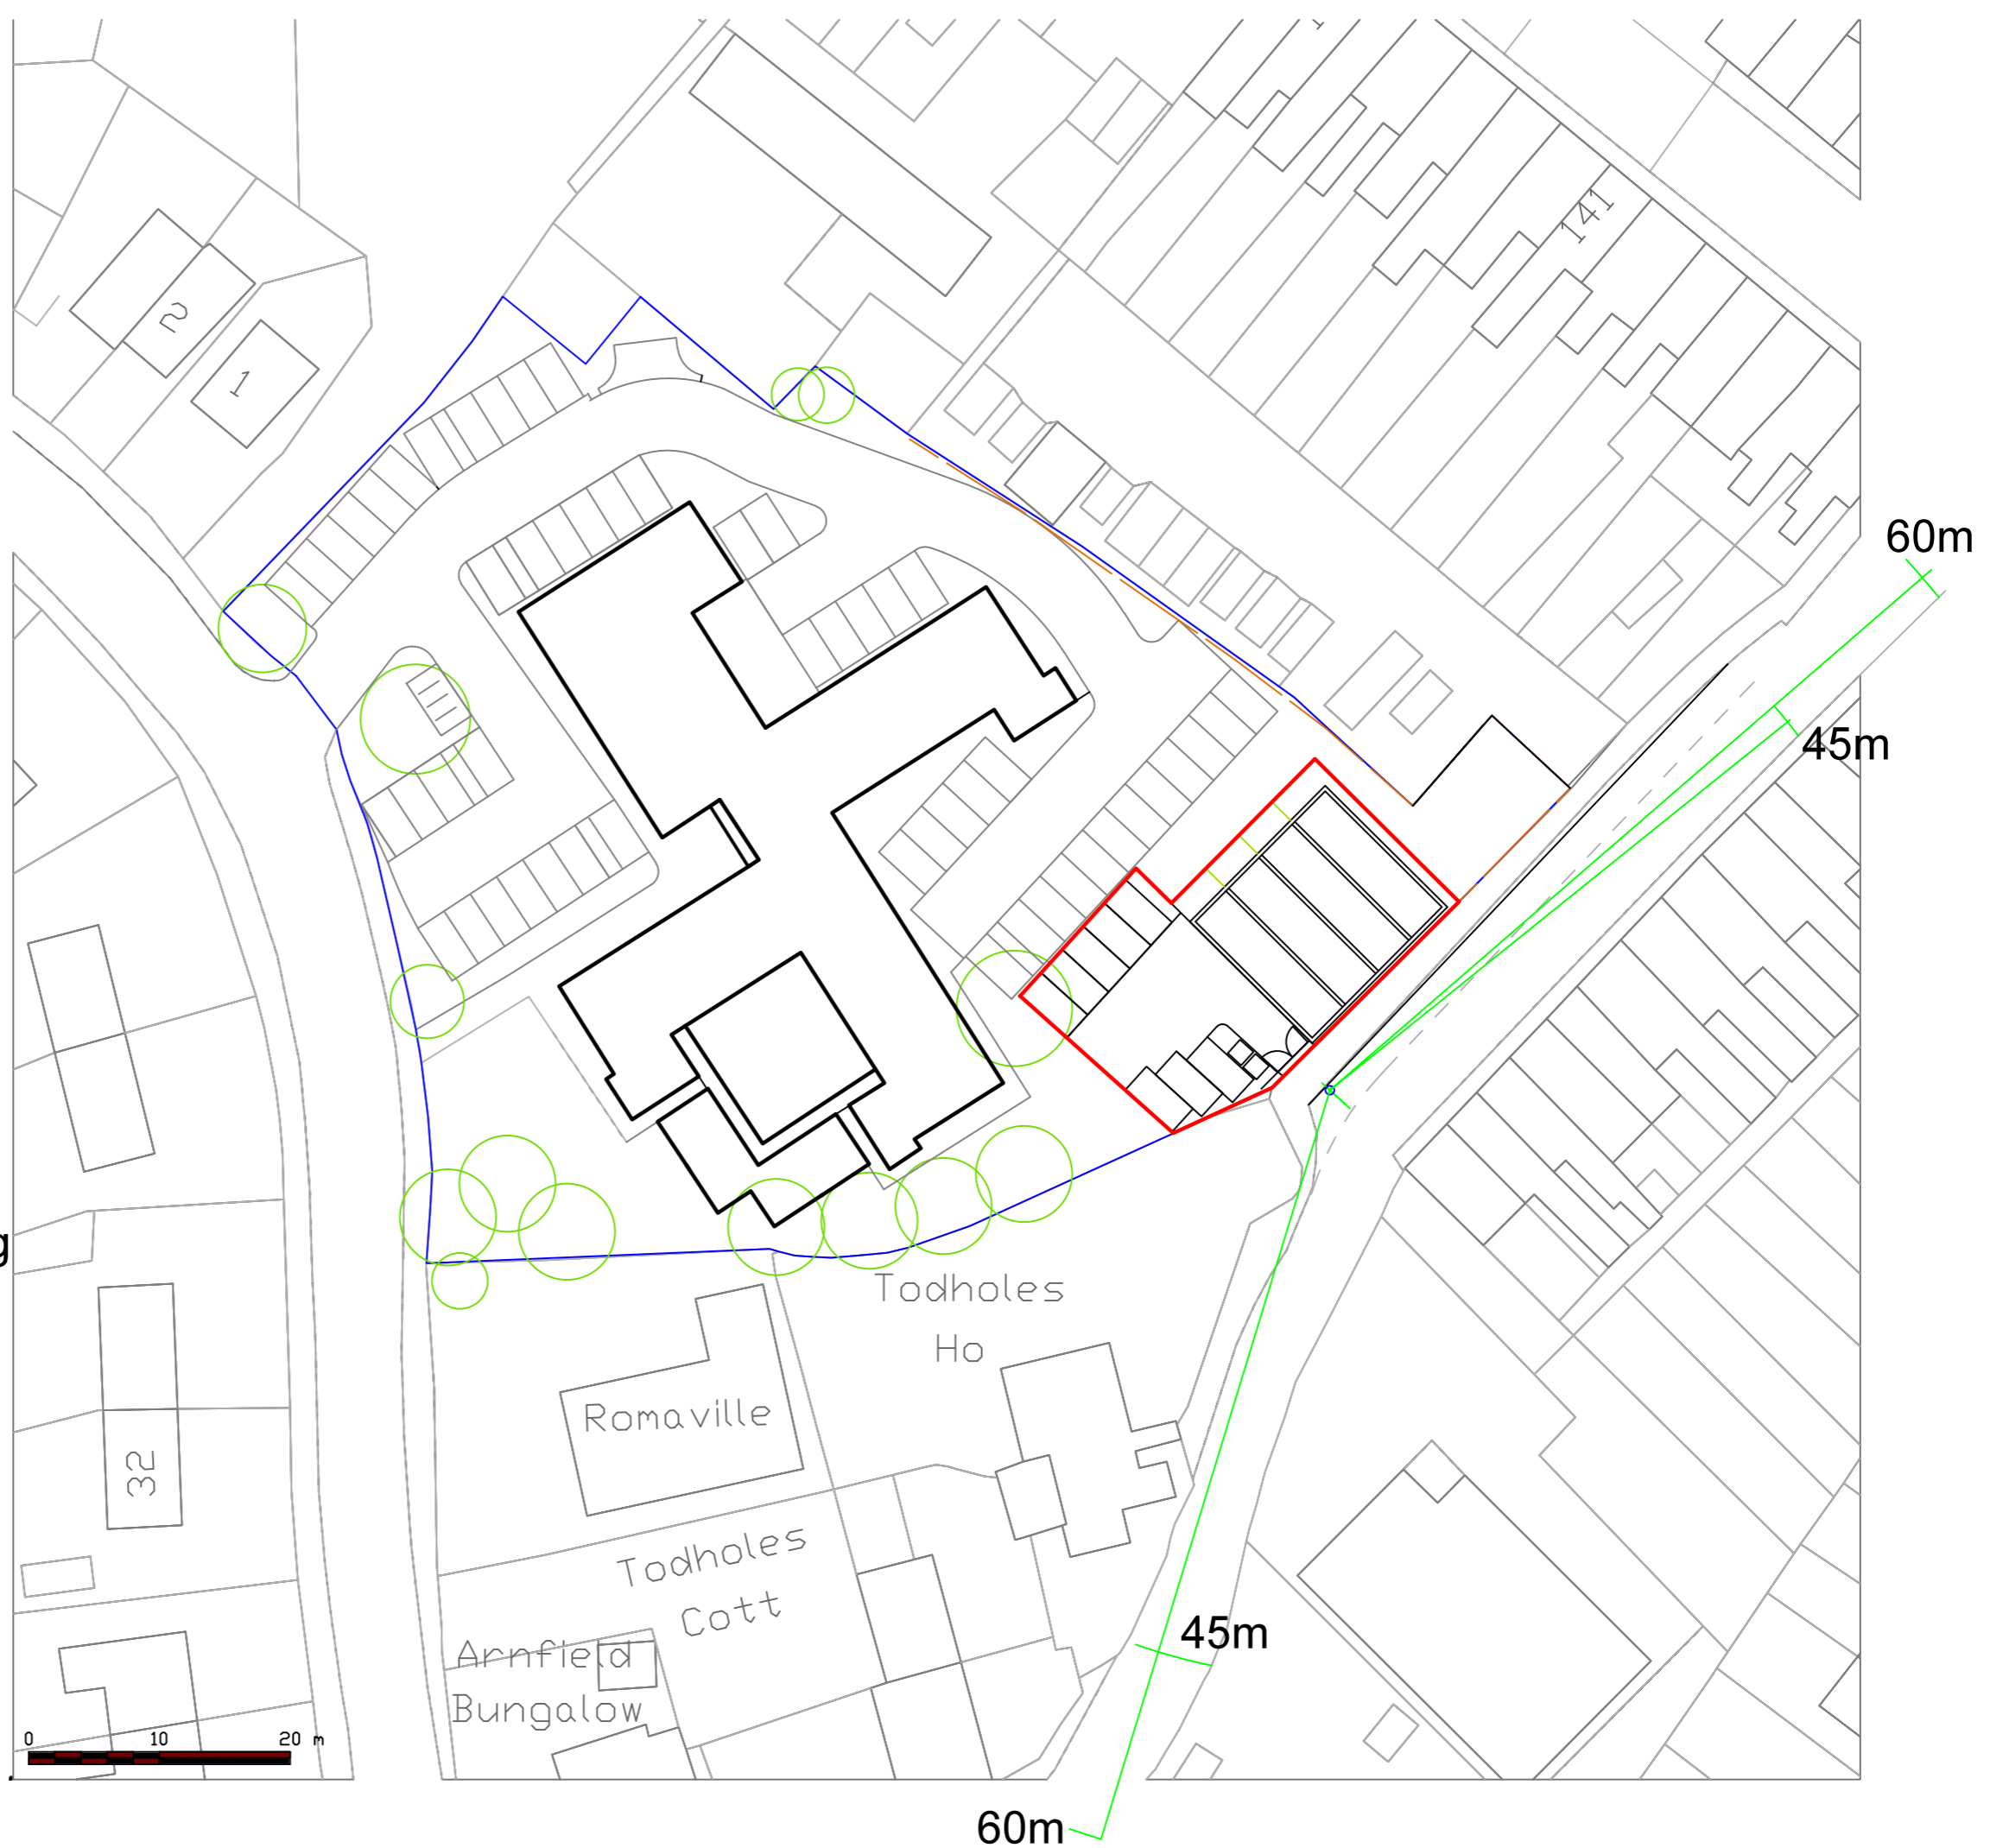 141
2
1
60m
45m
g
Todholes
Ho
Romaville
32
Todholes
Cott
Arnfield
Bungalow
45m
0 10 20 m
60m